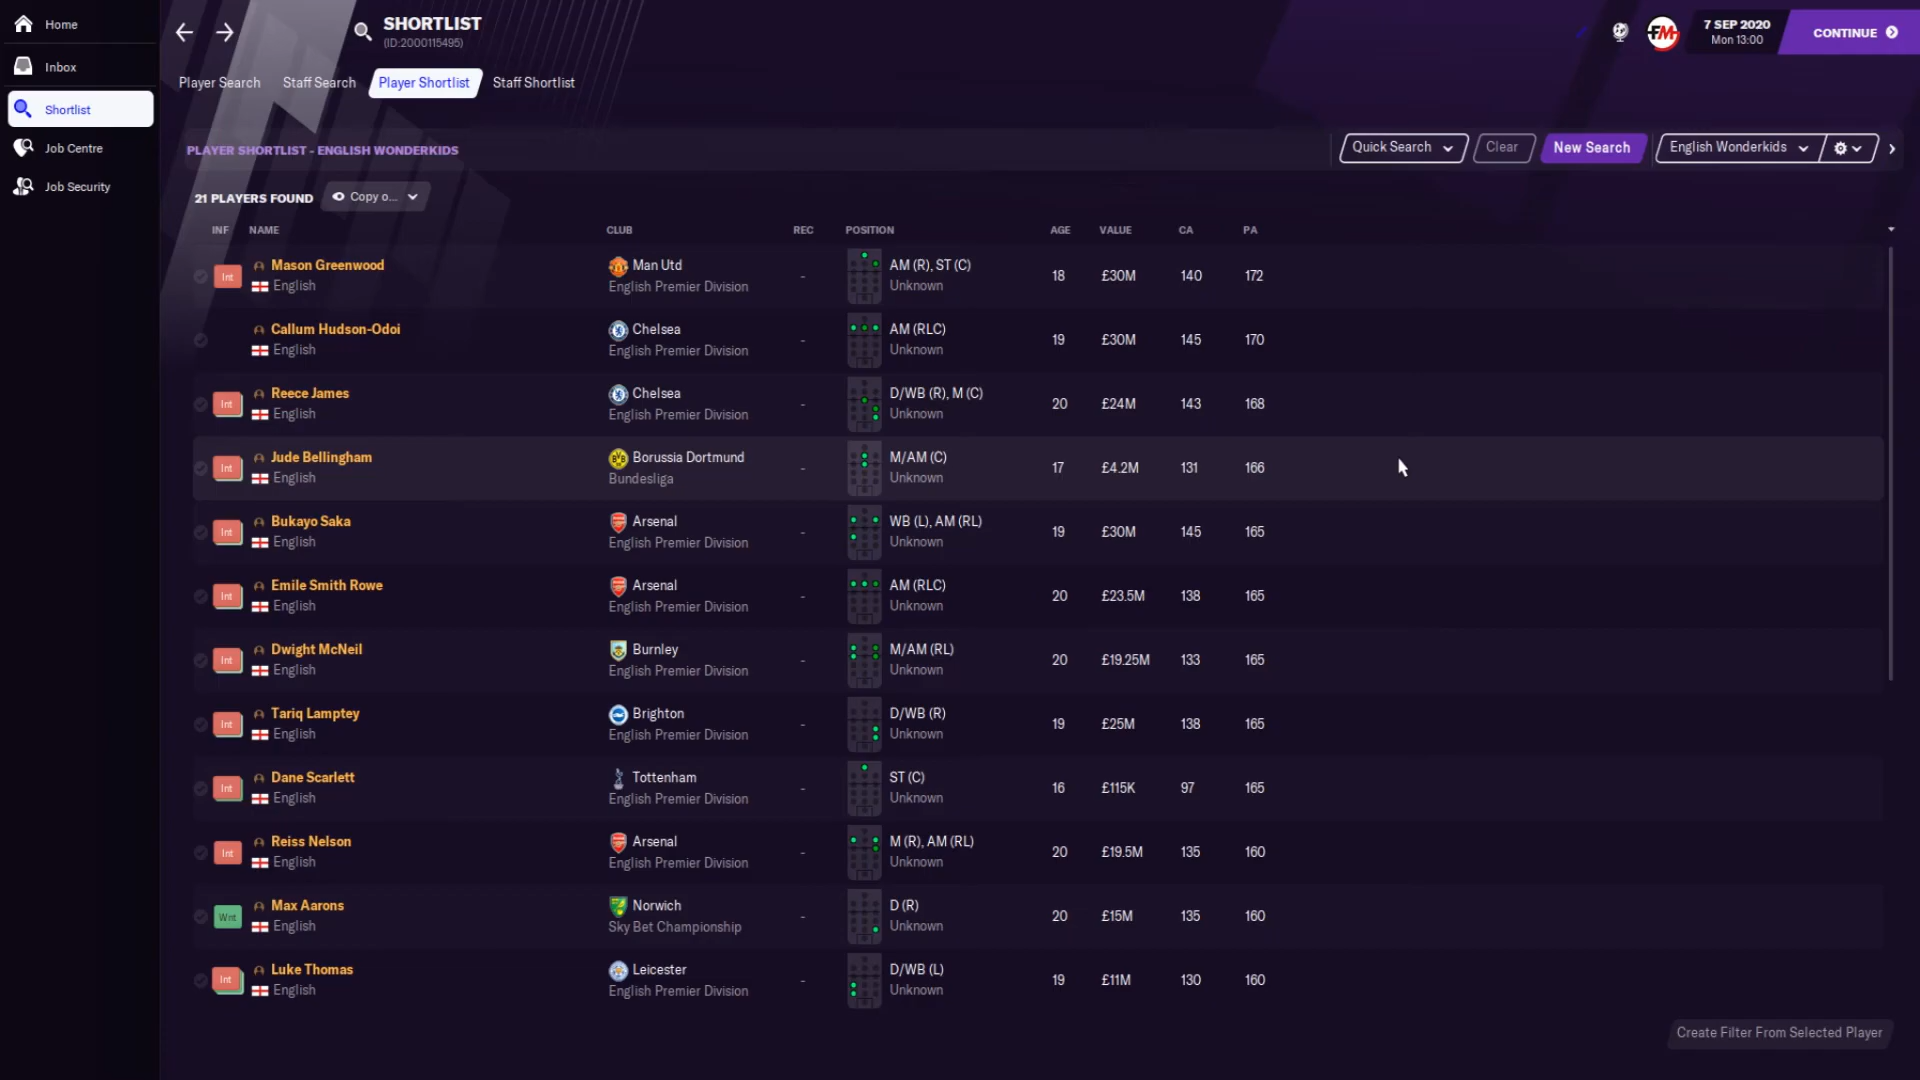 Home
Inbox
Shortlist
Job Centre
Job Security
SHORTLIST
(ID:2000115495)
FM
7 SEP 2020
Mon 13:00
CONTINUE
Player Search Staff Search Player Shortlist Staff Shortlist
PLAYER SHORTLIST - ENGLISH WONDERKIDS
Quick Search Clear New Search English Wonderkids
21 PLAYERS FOUND Copy o...
INF NAME CLUB REC POSITION AGE VALUE CA PA
Int Mason Greenwood Man Utd - AM (R), ST (C) 18 £30M 140 172
English English Premier Division Unknown
Callum Hudson-Odoi Chelsea - AM (RLC) 19 £30M 145 170
English English Premier Division Unknown
Int Reece James Chelsea - D/WB (R), M (C) 20 £24M 143 168
English English Premier Division Unknown
Int Jude Bellingham Borussia Dortmund - M/AM (C) 17 £4.2M 131 166
English Bundesliga Unknown
Int Bukayo Saka Arsenal - WB (L), AM (RL) 19 £30M 145 165
English English Premier Division Unknown
Int Emile Smith Rowe Arsenal - AM (RLC) 20 £23.5M 138 165
English English Premier Division Unknown
Int Dwight McNeil Burnley - M/AM (RL) 20 £19.25M 133 165
English English Premier Division Unknown
Int Tariq Lamptey Brighton - D/WB (R) 19 £25M 138 165
English English Premier Division Unknown
Int Dane Scarlett Tottenham - ST (C) 16 £115K 97 165
English English Premier Division Unknown
Int Reiss Nelson Arsenal - M (R), AM (RL) 20 £19.5M 135 160
English English Premier Division Unknown
Wnt Max Aarons Norwich - D (R) 20 £15M 135 160
English Sky Bet Championship Unknown
Int Luke Thomas Leicester - D/WB (L) 19 £11M 130 160
English English Premier Division Unknown
Create Filter From Selected Player